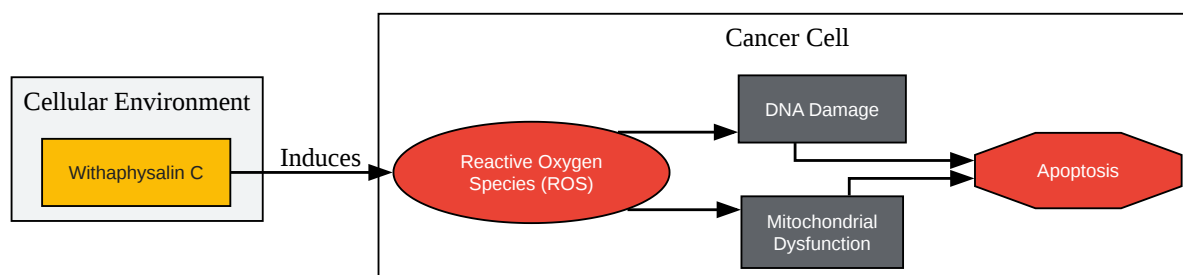 Cancer Cell
Cellular Environment
Withaphysalin C
Induces
Reactive Oxygen
Species (ROS)
DNA Damage
Mitochondrial
Dysfunction
Apoptosis